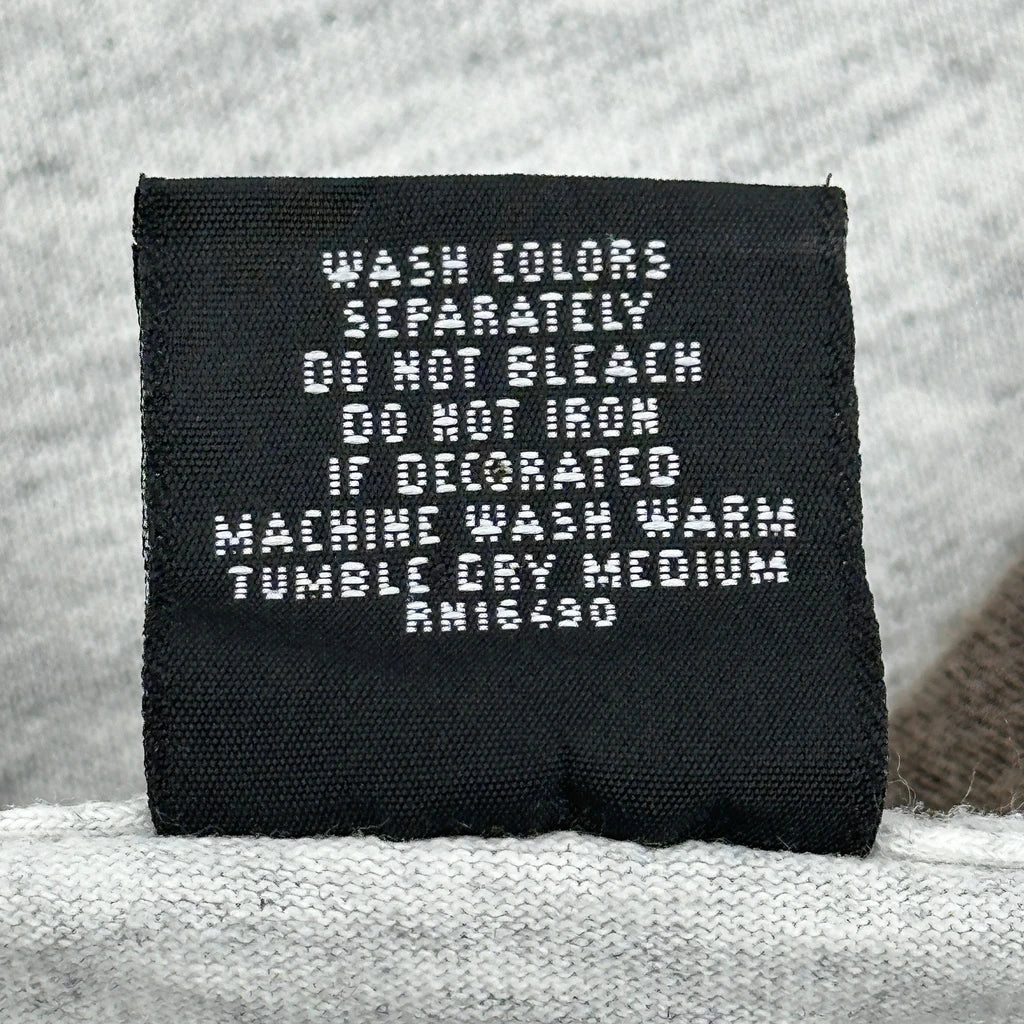 WASH COLORS
SEPARATELY
DO NOT BLEACH
DO NOT IRON
IF DECORATED
MACHINE WASH WARM
TUMBLE DRY MEDIUM
RN16490